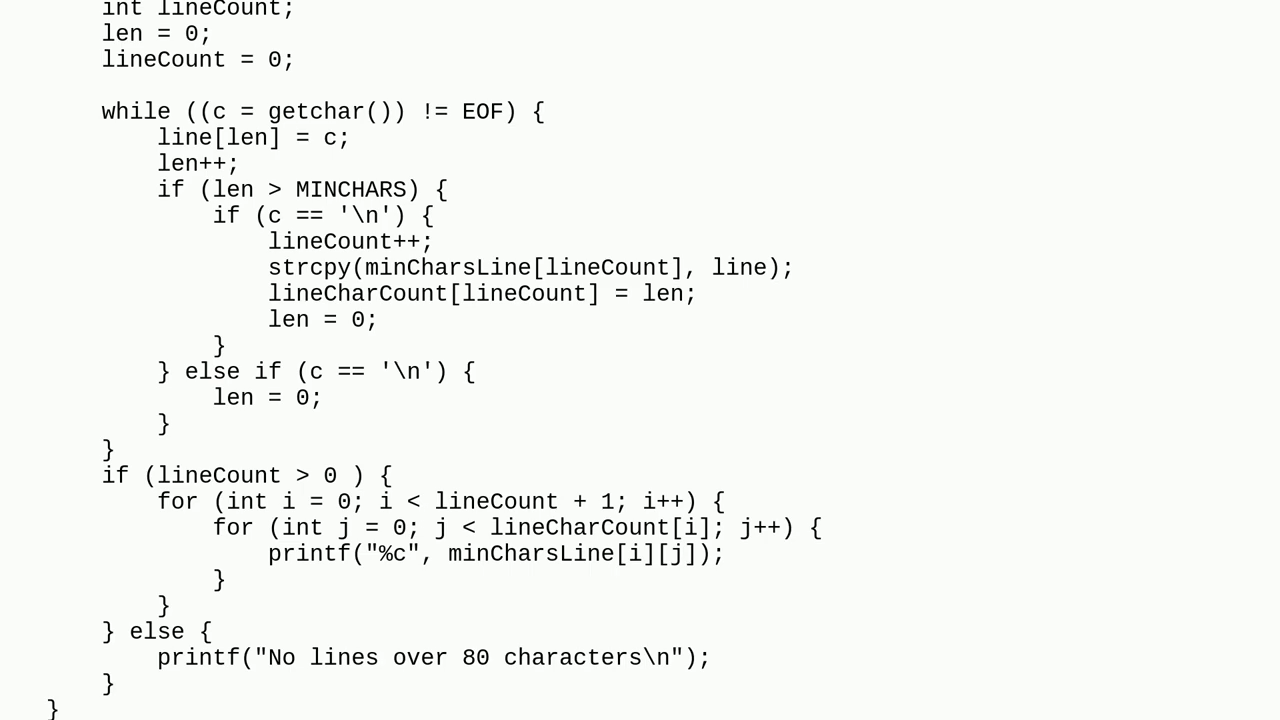 int lineCount;
len = 0;
lineCount = 0;
while ((c = getchar()) != EOF) {
line[len] = c;
len++;
if (len > MINCHARS) {
if (c == '\n') {
lineCount++;
strcpy(minCharsLine[lineCount], line);
lineCharCount[lineCount] = len;
len = 0;
}
} else if (c == '\n') {
len = 0;
}
}
if (lineCount > 0 ) {
for (int i = 0; i < lineCount + 1; i++) {
for (int j = 0; j < lineCharCount[i]; j++) {
printf("%c", minCharsLine[i][j]);
}
}
} else {
printf("No lines over 80 characters\n");
}
}